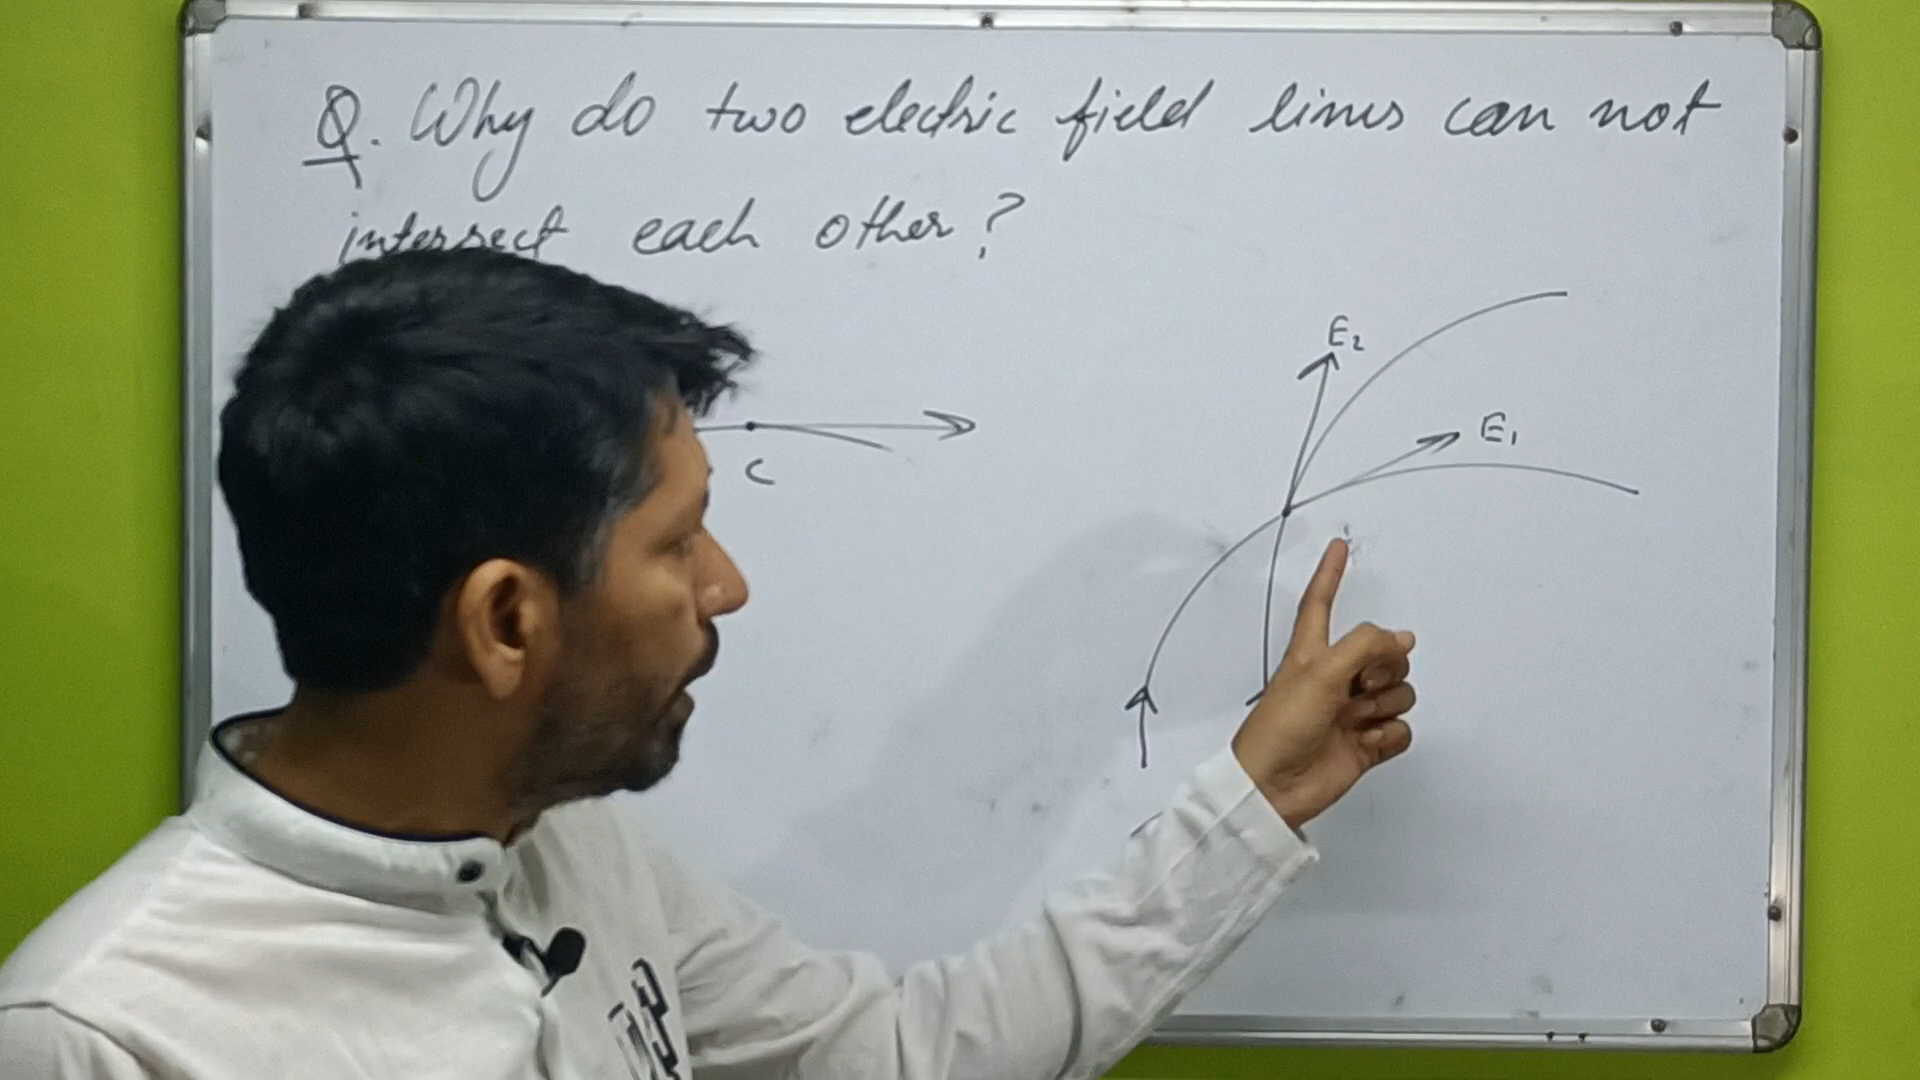 Q. Why do two electric field lines can not
intersect each other?
E₂
E₁
C